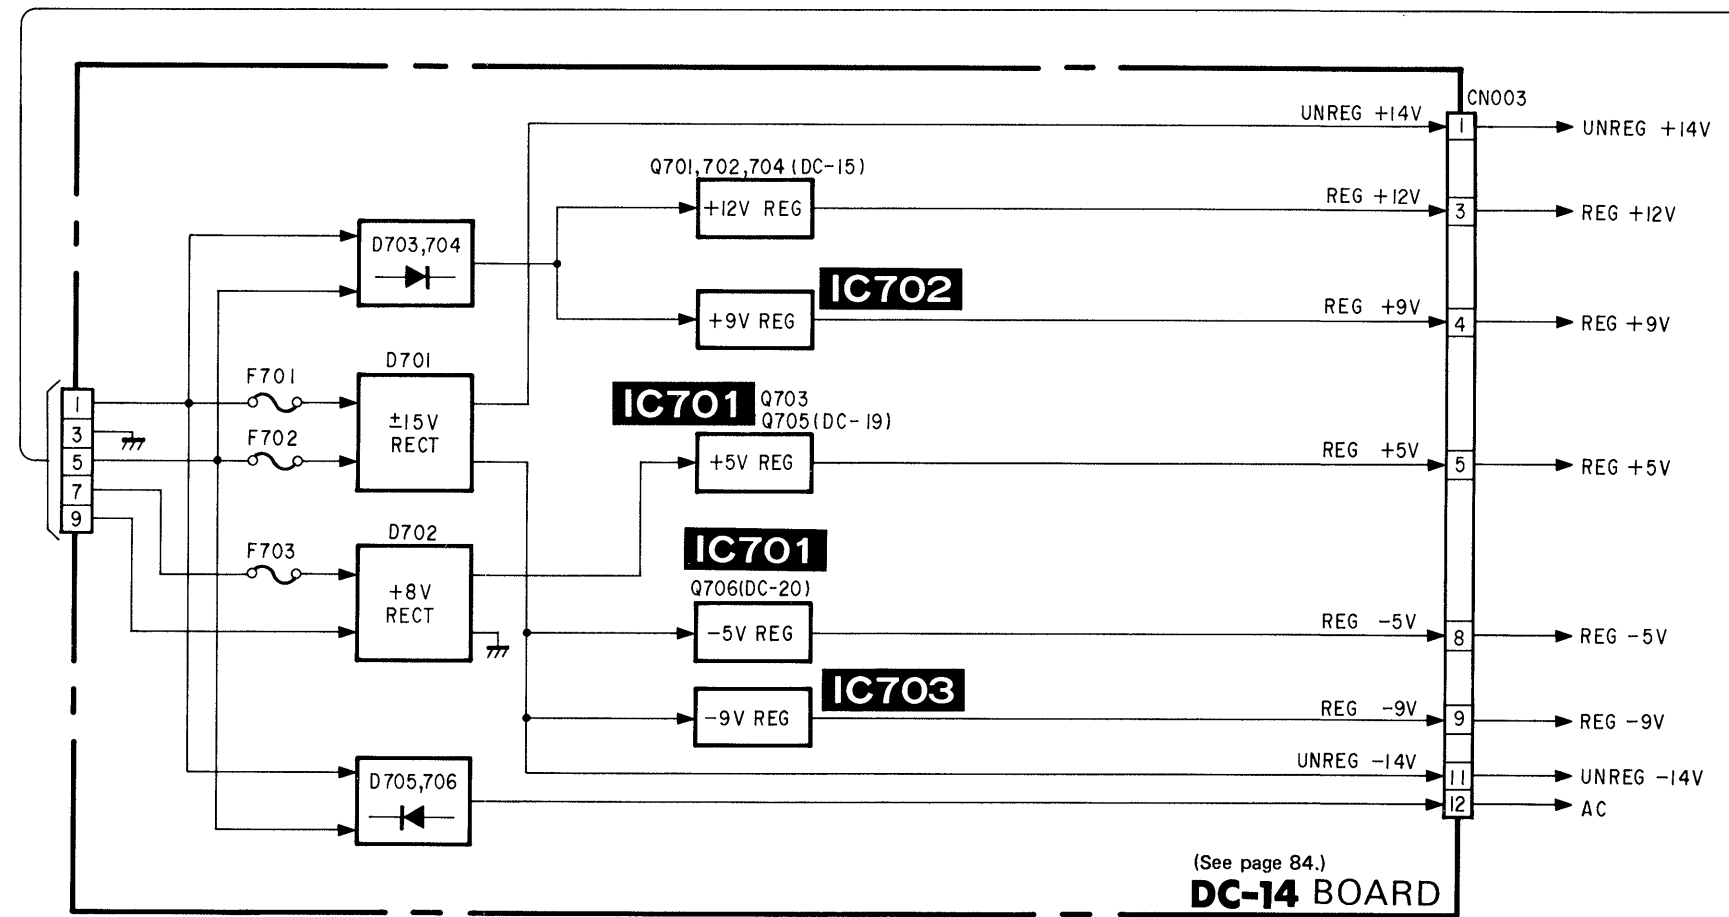 CN003
UNREG +14V
1
UNREG +14V
Q701,702,704(DC-15)
+12V REG
REG +12V
3
REG +12V
D703,704
IC702
+9V REG
REG +9V
4
REG +9V
D701
F701
±15V
RECT
IC701
Q703
Q705(DC-19)
1
3
5
7
9
F702
+5V REG
REG +5V
5
REG +5V
D702
IC701
F703
+8V
RECT
Q706(DC-20)
-5V REG
REG -5V
8
REG -5V
IC703
-9V REG
REG -9V
9
REG -9V
UNREG -14V
11
UNREG -14V
D705,706
12
AC
(See page 84.)
DC-14 BOARD